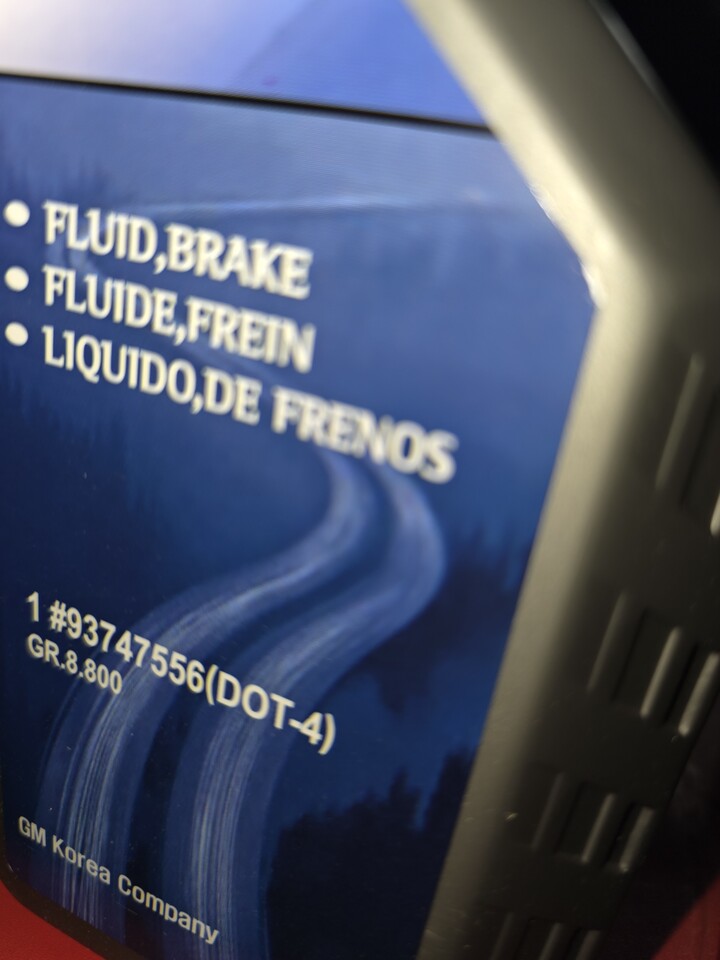 • FLUID,BRAKE
• FLUIDE,FREIN
• LIQUIDO,DE FRENOS
1 #93747556(DOT-4)
GR.8.800
GM Korea Company